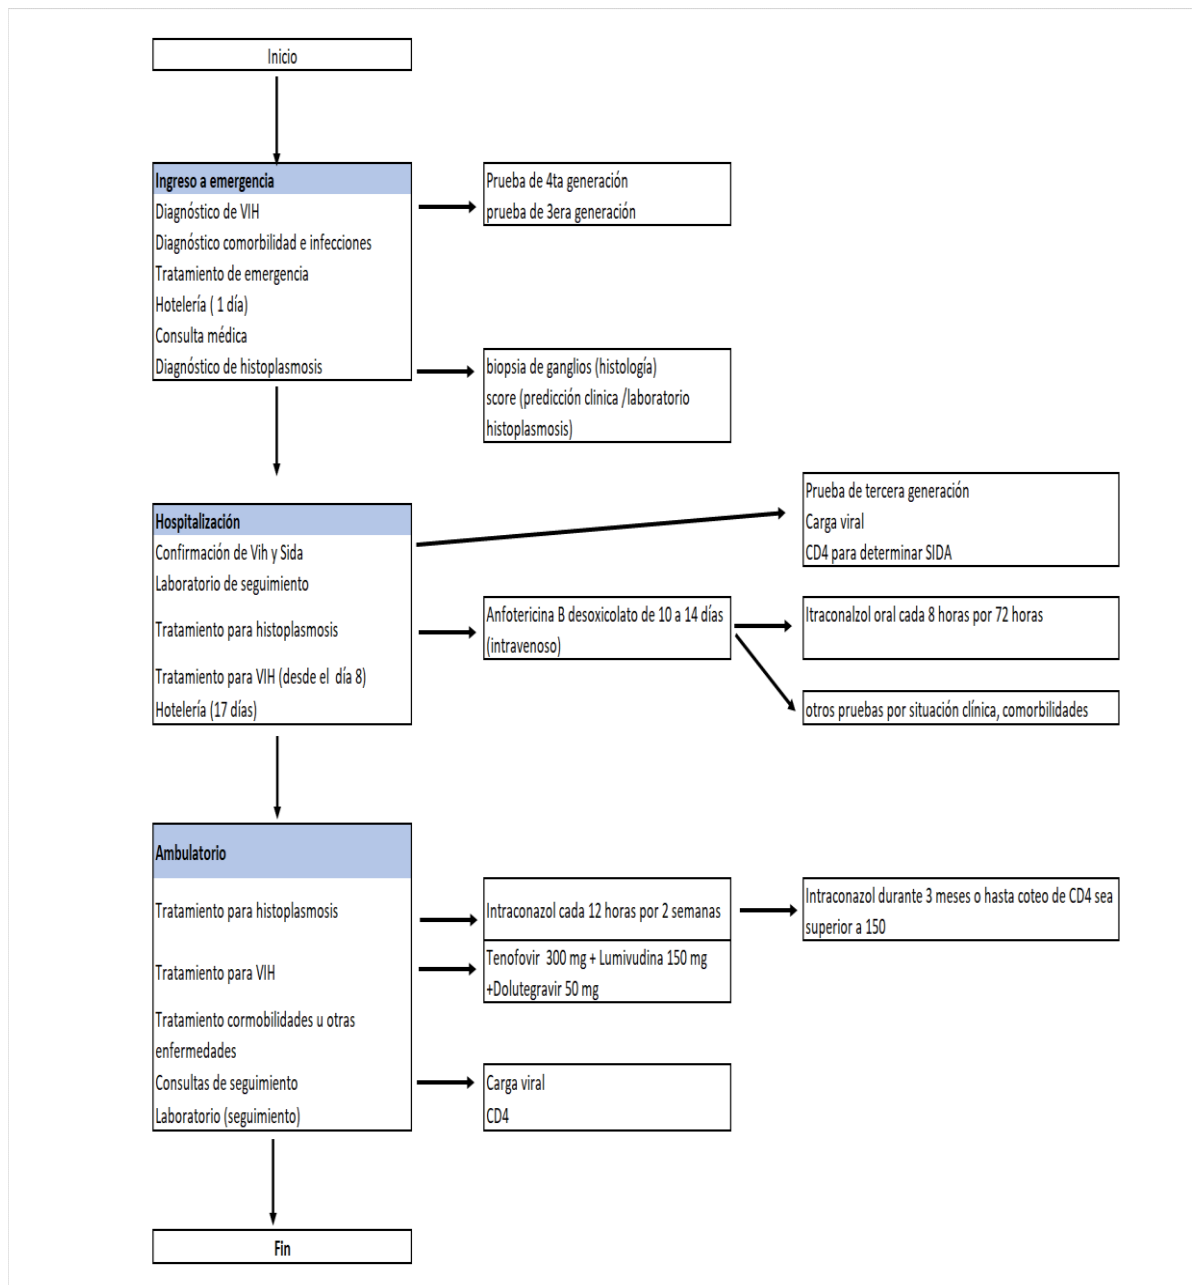 Inicio
Ingreso a emergencia
Diagnóstico de VIH
Diagnóstico comorbilidad e infecciones
Tratamiento de emergencia
Hotelería ( 1 día)
Consulta médica
Diagnóstico de histoplasmosis
Prueba de 4ta generación
prueba de 3era generación
biopsia de ganglios (histología)
score (predicción clinica /laboratorio
histoplasmosis)
Hospitalización
Confirmación de Vih y Sida
Laboratorio de seguimiento
Tratamiento para histoplasmosis
Tratamiento para VIH (desde el día 8)
Hotelería (17 días)
Prueba de tercera generación
Carga viral
CD4 para determinar SIDA
Anfotericina B desoxicolato de 10 a 14 días
(intravenoso)
Itraconalzol oral cada 8 horas por 72 horas
otros pruebas por situación clínica, comorbilidades
Ambulatorio
Tratamiento para histoplasmosis
Tratamiento para VIH
Tratamiento cormobilidades u otras
enfermedades
Consultas de seguimiento
Laboratorio (seguimiento)
Intraconazol cada 12 horas por 2 semanas
Intraconazol durante 3 meses o hasta coteo de CD4 sea
superior a 150
Tenofovir 300 mg + Lumivudina 150 mg
+Dolutegravir 50 mg
Carga viral
CD4
Fin